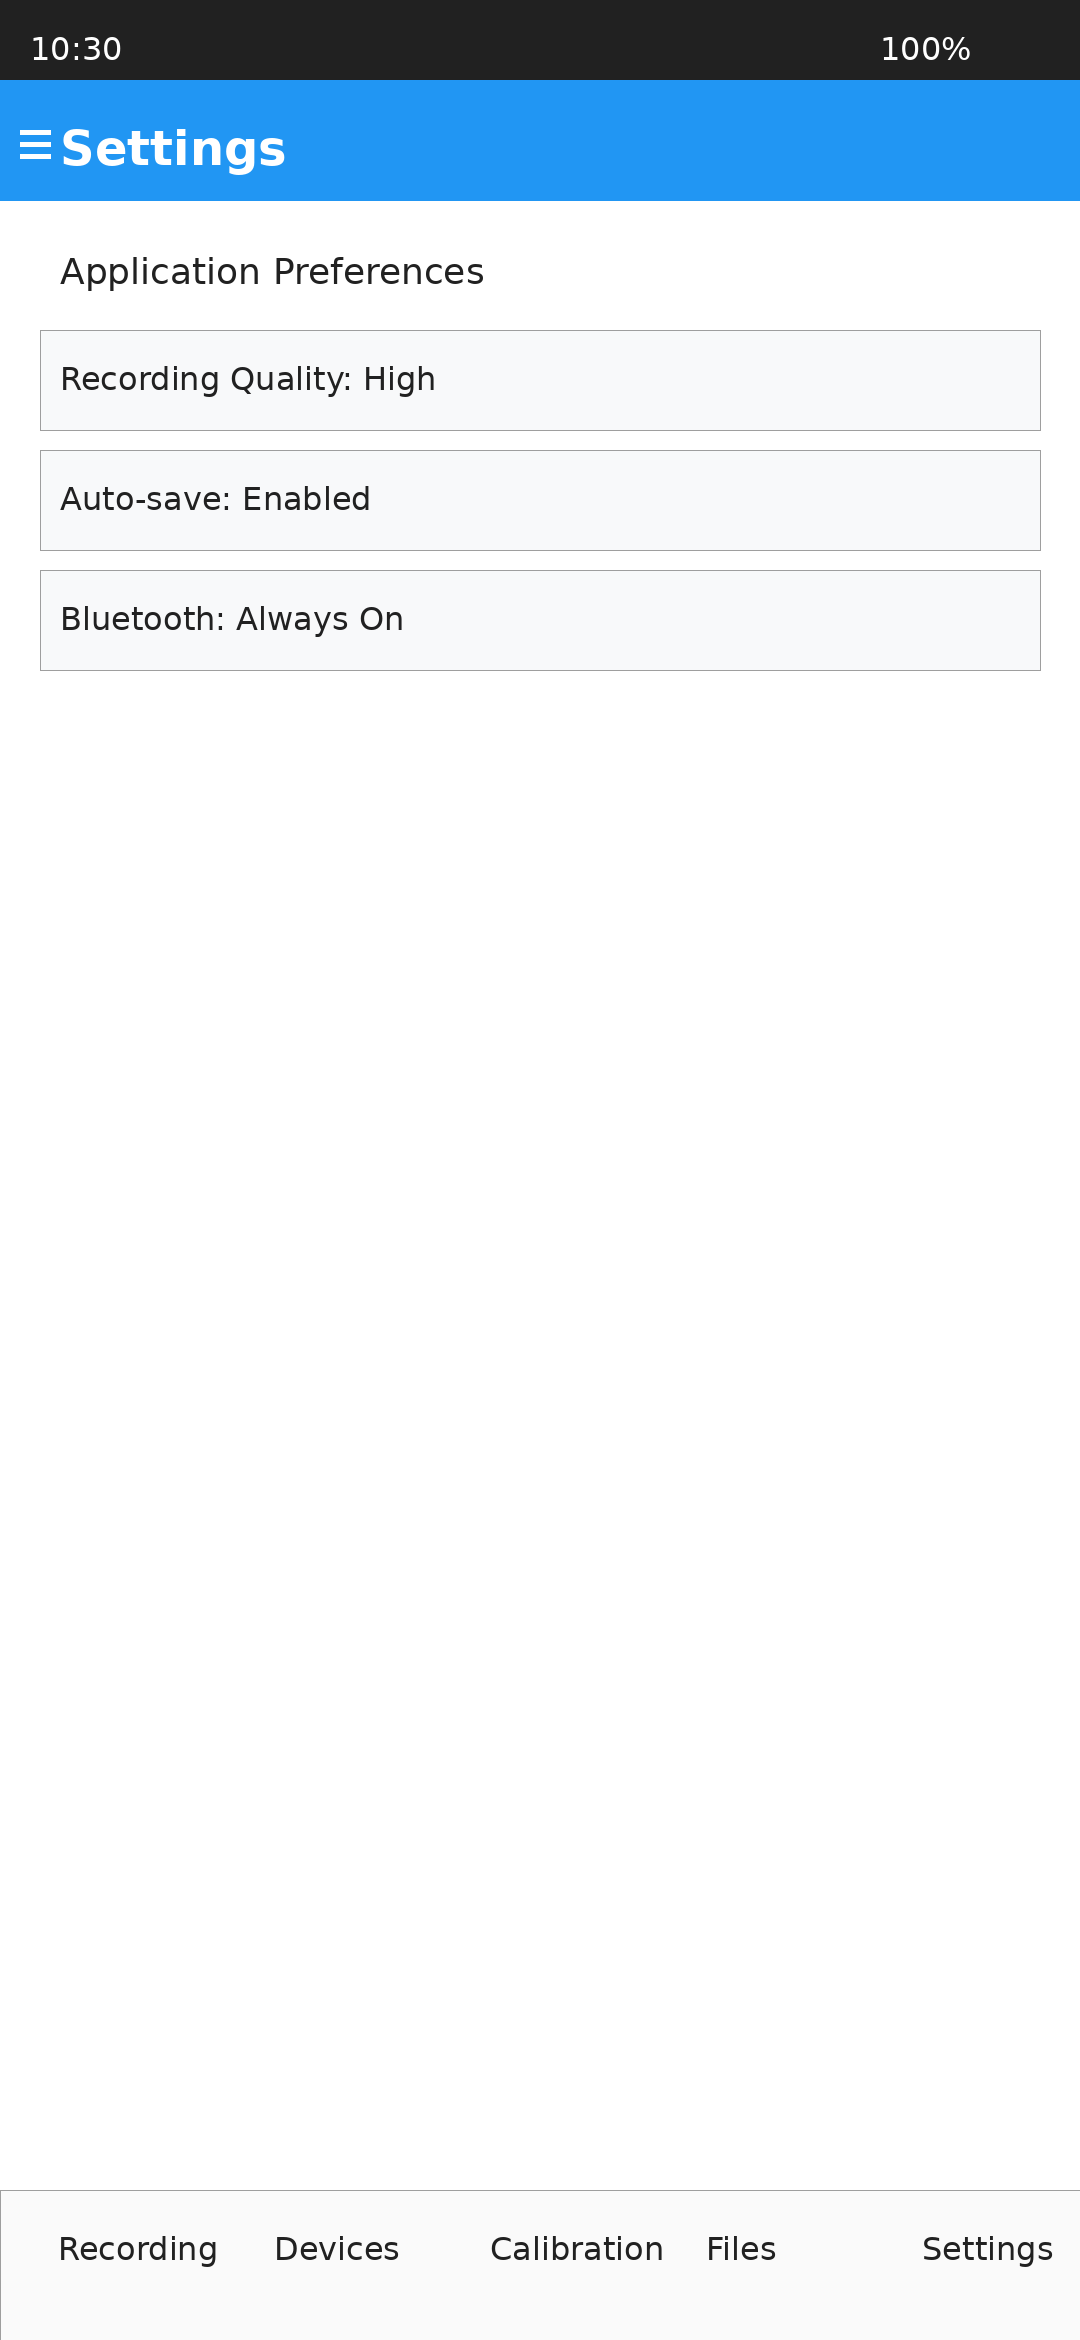 10:30 100%
Settings
Application Preferences
Recording Quality: High
Auto-save: Enabled
Bluetooth: Always On
Recording Devices Calibration Files Settings